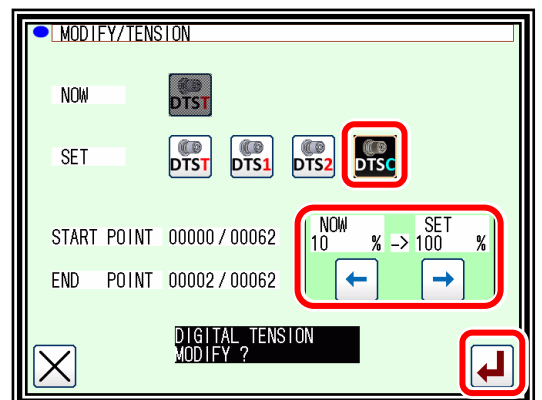 MODIFY/TENSION
NOW
DTST
SET
DTST DTS1 DTS2 DTSC
START POINT 00000/00062
END POINT 00002/00062
NOW SET
10 % -> 100 %
DIGITAL TENSION
MODIFY ?